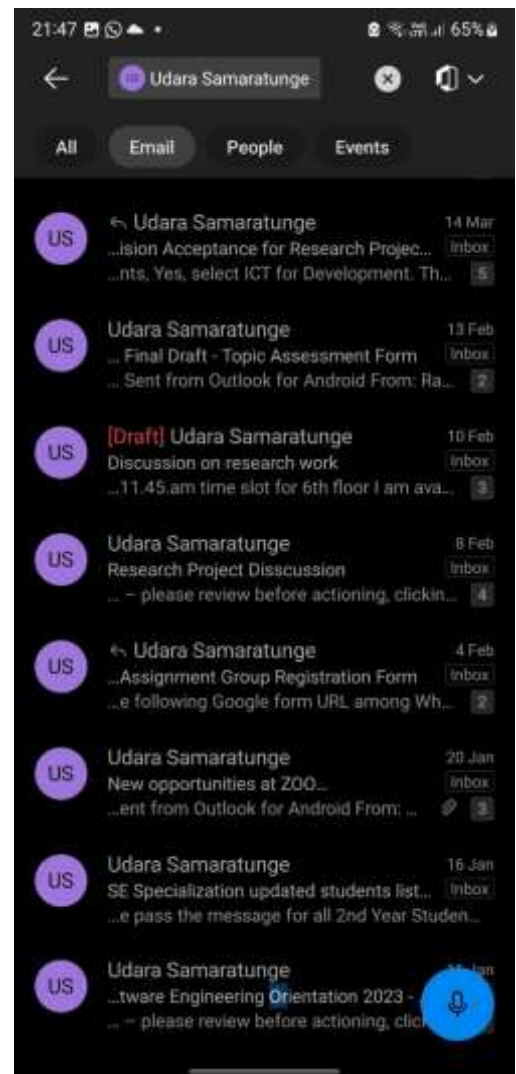 21:47 65%
Udara Samaratunge
All Email People Events
US Udara Samaratunge 14 Mar
...ision Acceptance for Research Projec... Inbox
...nts, Yes, select ICT for Development. Th... 5
US Udara Samaratunge 13 Feb
... Final Draft - Topic Assessment Form Inbox
... Sent from Outlook for Android From: Ra... 2
US [Draft] Udara Samaratunge 10 Feb
Discussion on research work Inbox
...11.45.am time slot for 6th floor I am ava... 3
US Udara Samaratunge 8 Feb
Research Project Disscussion Inbox
... – please review before actioning, clickin... 4
US Udara Samaratunge 4 Feb
...Assignment Group Registration Form Inbox
...e following Google form URL among Wh... 2
US Udara Samaratunge 20 Jan
New opportunities at ZOO... Inbox
...ent from Outlook for Android From: ... 3
US Udara Samaratunge 16 Jan
SE Specialization updated students list... Inbox
...e pass the message for all 2nd Year Studen...
US Udara Samaratunge Jan
...tware Engineering Orientation 2023 -
... – please review before actioning, clic